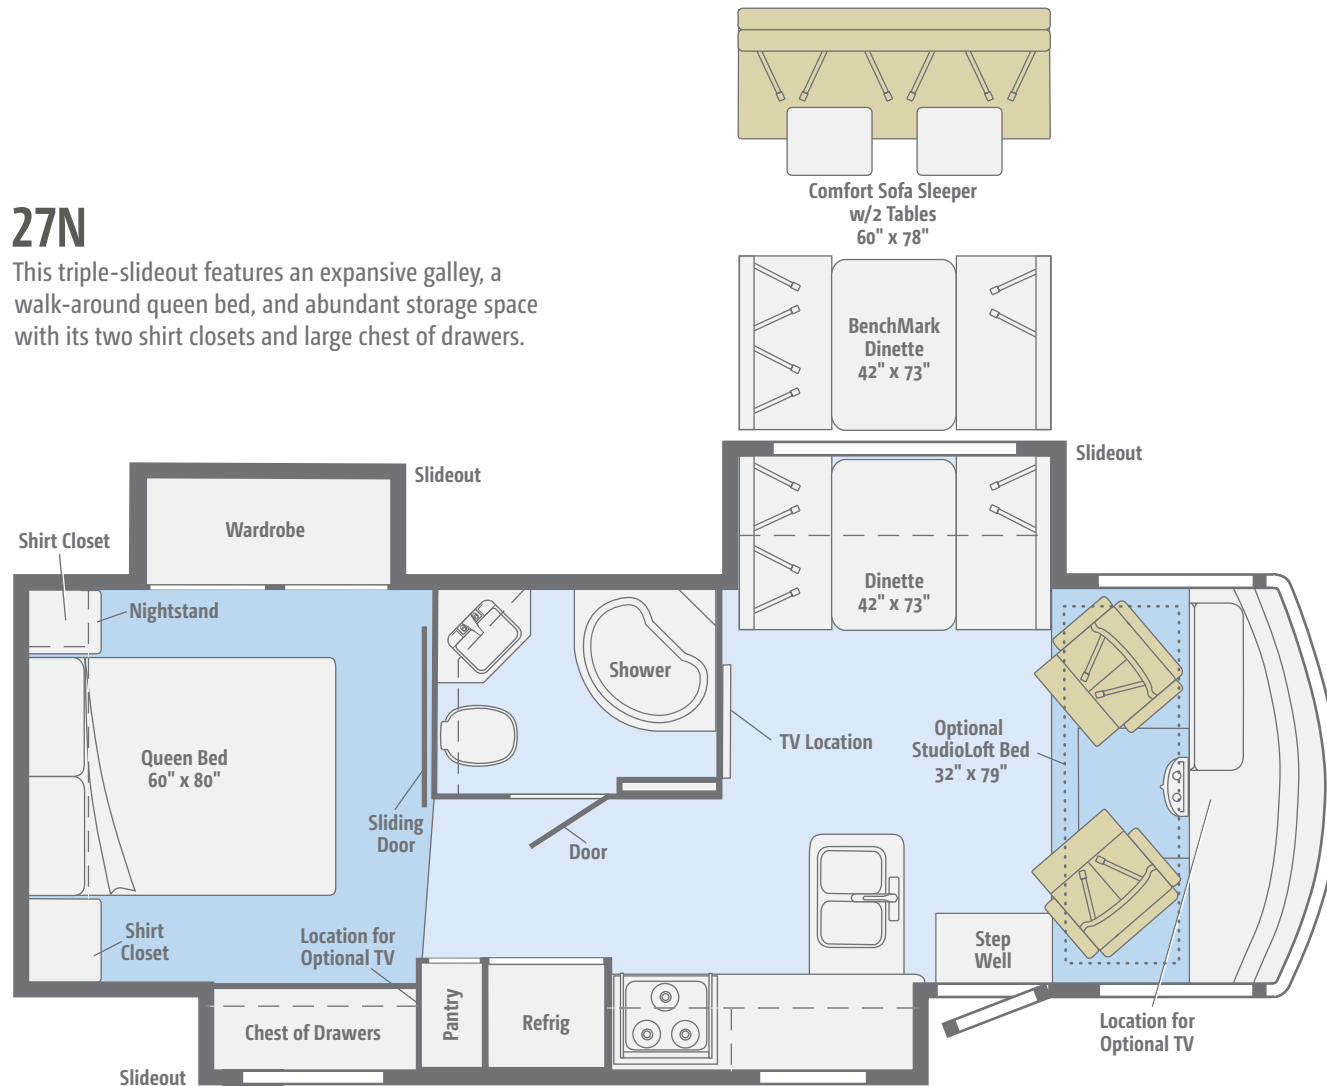 Comfort Sofa Sleeper
w/2 Tables
60" x 78"
27N
This triple-slideout features an expansive galley, a
walk-around queen bed, and abundant storage space
with its two shirt closets and large chest of drawers.
BenchMark
Dinette
42" x 73"
Slideout
Slideout
Wardrobe
Shirt Closet
Nightstand
Dinette
42" x 73"
Shower
Queen Bed
60" x 80"
TV Location
Optional
StudioLoft Bed
32" x 79"
Sliding
Door
Door
Shirt
Closet
Location for
Optional TV
Step
Well
Chest of Drawers
Pantry
Refrig
Location for
Optional TV
Slideout